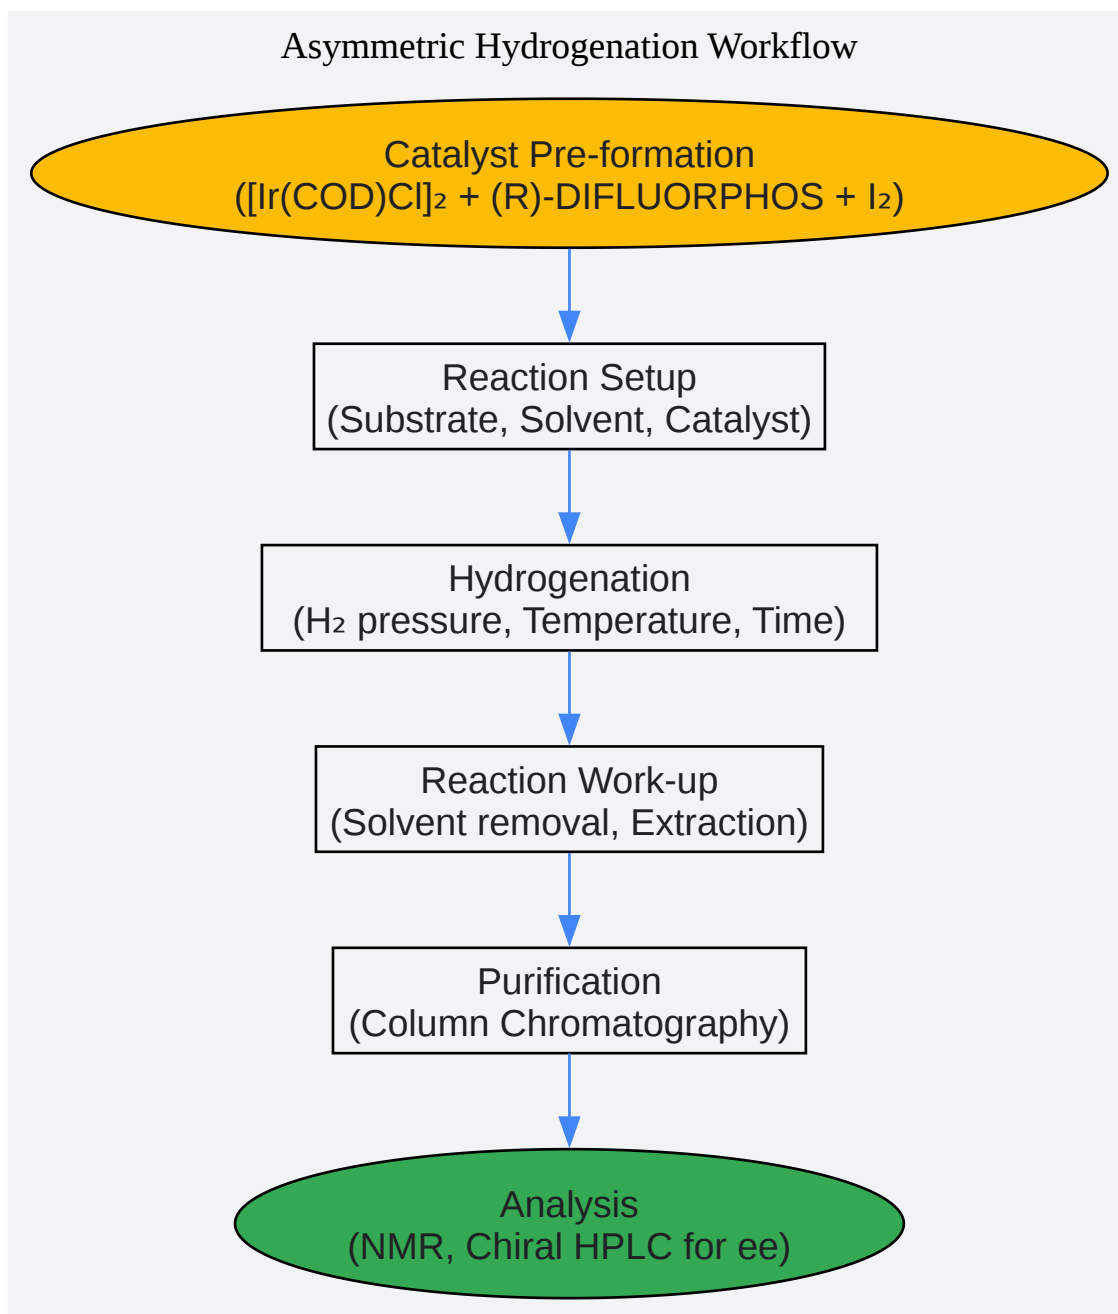 Asymmetric Hydrogenation Workflow
Catalyst Pre-formation
([Ir(COD)Cl]₂ + (R)-DIFLUORPHOS + I₂)
Reaction Setup
(Substrate, Solvent, Catalyst)
Hydrogenation
(H₂ pressure, Temperature, Time)
Reaction Work-up
(Solvent removal, Extraction)
Purification
(Column Chromatography)
Analysis
(NMR, Chiral HPLC for ee)